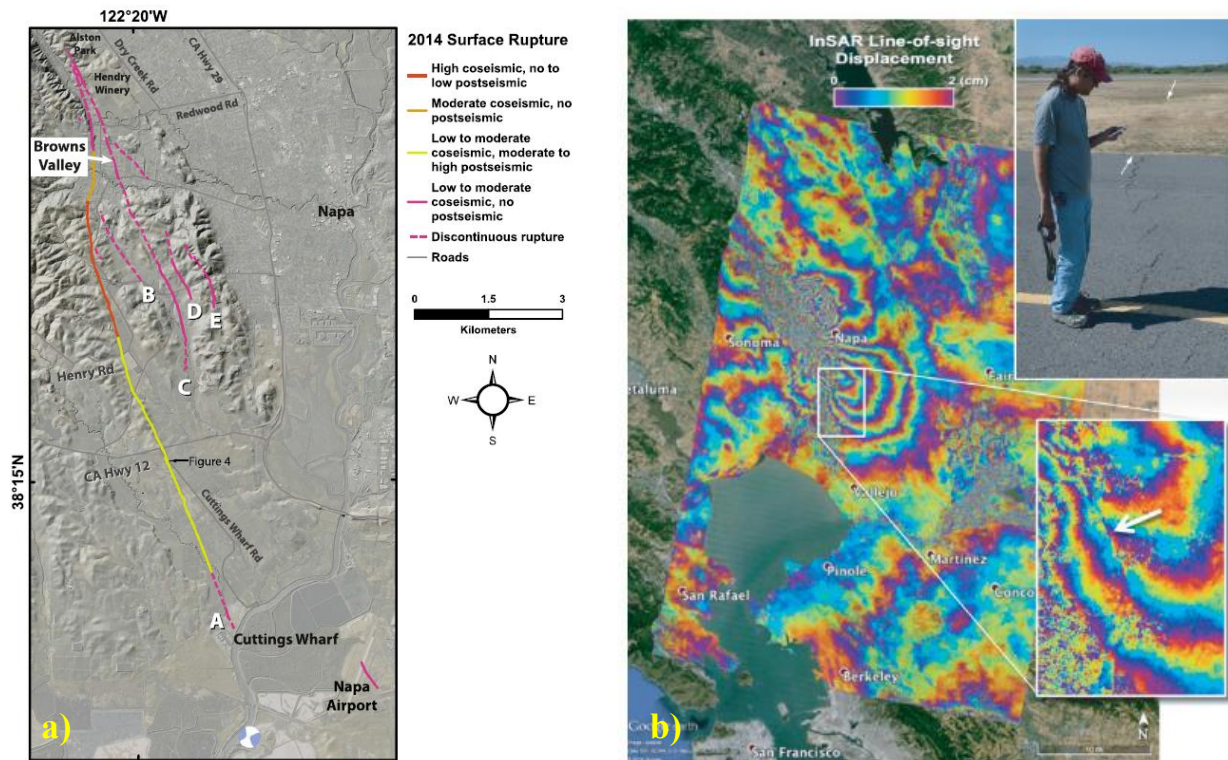 122°20'W
Alston
Park
Dry Creek Rd
CA Hwy 29
Hendry
Winery
Redwood Rd
Browns
Valley
Napa
B
D
E
C
Henry Rd
Figure 4
CA Hwy 12
38°15'N
Cuttings Wharf Rd
A
Cuttings Wharf
Napa
Airport
a)
2014 Surface Rupture
High coseismic, no to
low postseismic
Moderate coseismic, no
postseismic
Low to moderate
coseismic, moderate to
high postseismic
Low to moderate
coseismic, no
postseismic
Discontinuous rupture
Roads
0 1.5 3
Kilometers
N
W E
S
InSAR Line-of-sight
Displacement
0 2 (cm)
Sonoma
Napa
etaluma
Fair
Vallejo
Martinez
Pinole
Conco
San Rafael
Berkeley
San Francisco
N
b)